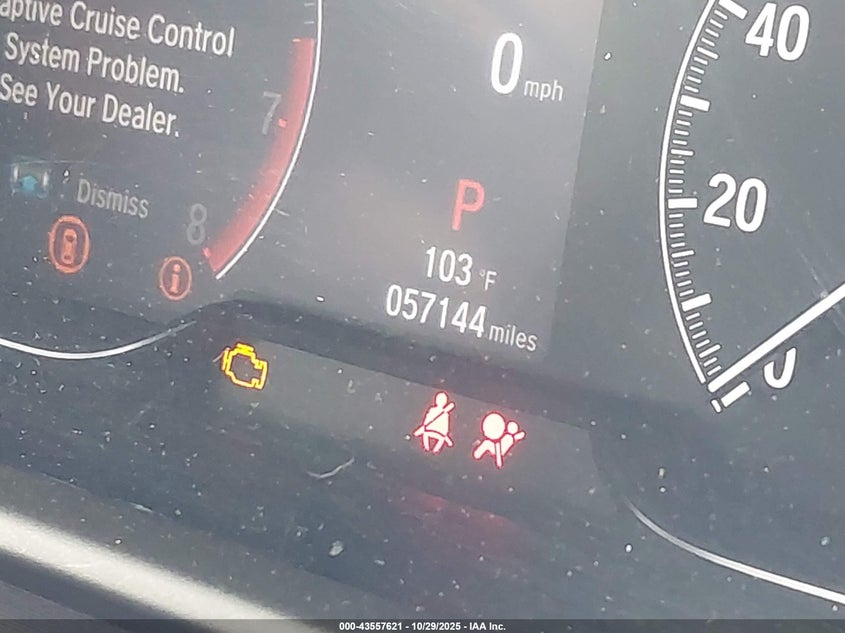 aptive Cruise Control
System Problem.
See Your Dealer.
Dismiss
7
8
0 mph
P
103 °F
057144 miles
40
20
0
000-43557621 - 10/29/2025 - IAA Inc.